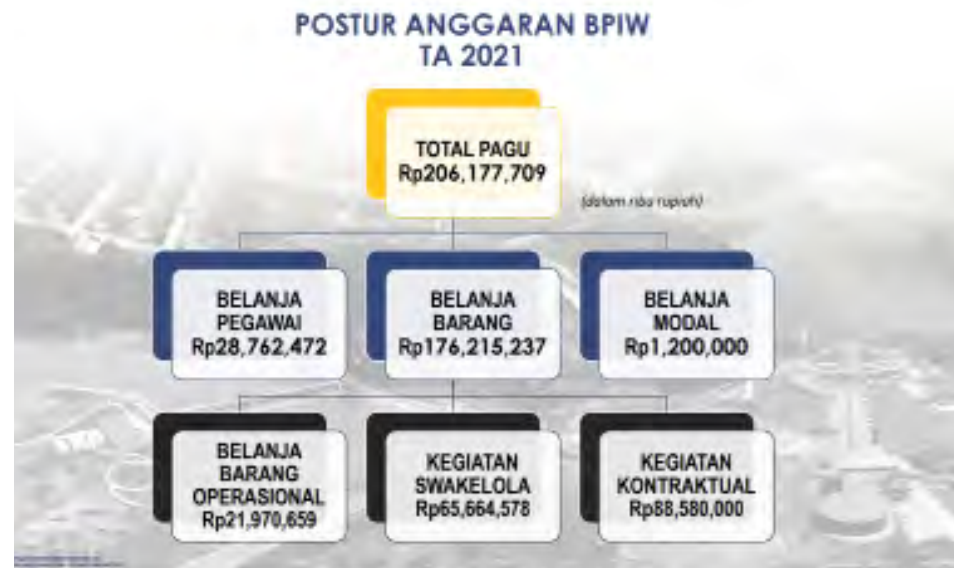 POSTUR ANGGARAN BPIW
TA 2021
TOTAL PAGU
Rp206,177,709
(dalam ribu rupiah)
BELANJA
PEGAWAI
Rp28,762,472
BELANJA
BARANG
Rp176,215,237
BELANJA
MODAL
Rp1,200,000
BELANJA
BARANG
OPERASIONAL
Rp21,970,659
KEGIATAN
SWAKELOLA
Rp65,664,578
KEGIATAN
KONTRAKTUAL
Rp88,580,000